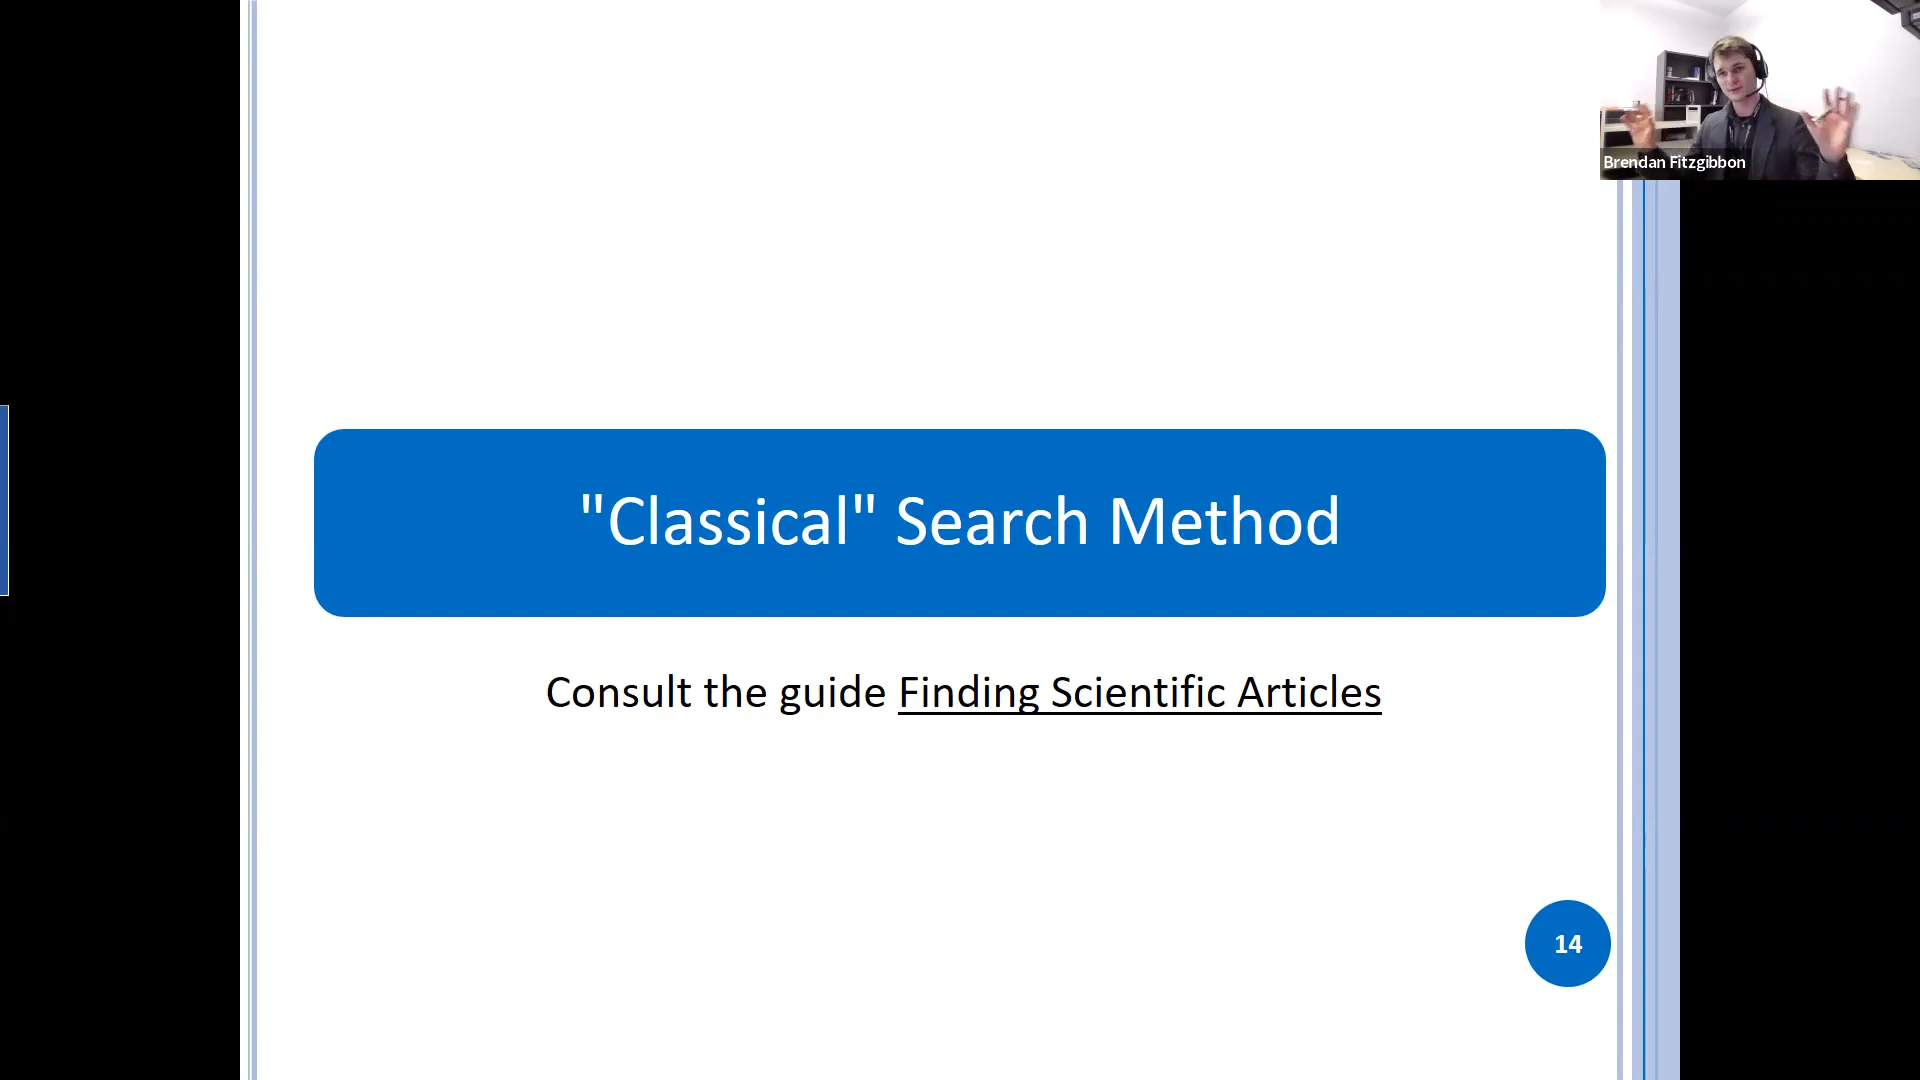 Brendan Fitzgibbon
"Classical" Search Method
Consult the guide Finding Scientific Articles
14